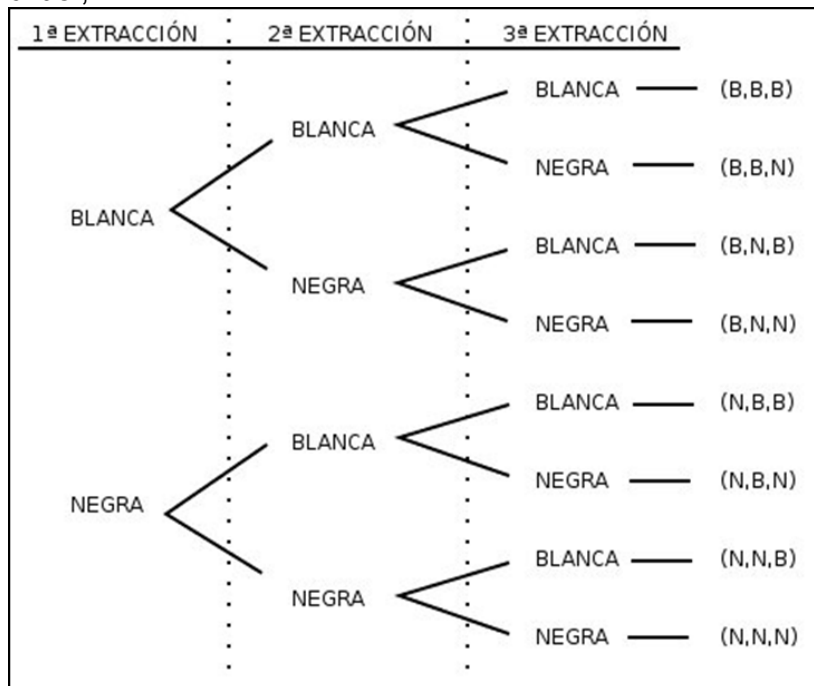 1ª EXTRACCIÓN 2ª EXTRACCIÓN 3ª EXTRACCIÓN
BLANCA (B,B,B)
BLANCA
NEGRA (B,B,N)
BLANCA
BLANCA (B,N,B)
NEGRA
NEGRA (B,N,N)
BLANCA (N,B,B)
BLANCA
NEGRA (N,B,N)
NEGRA
BLANCA (N,N,B)
NEGRA
NEGRA (N,N,N)